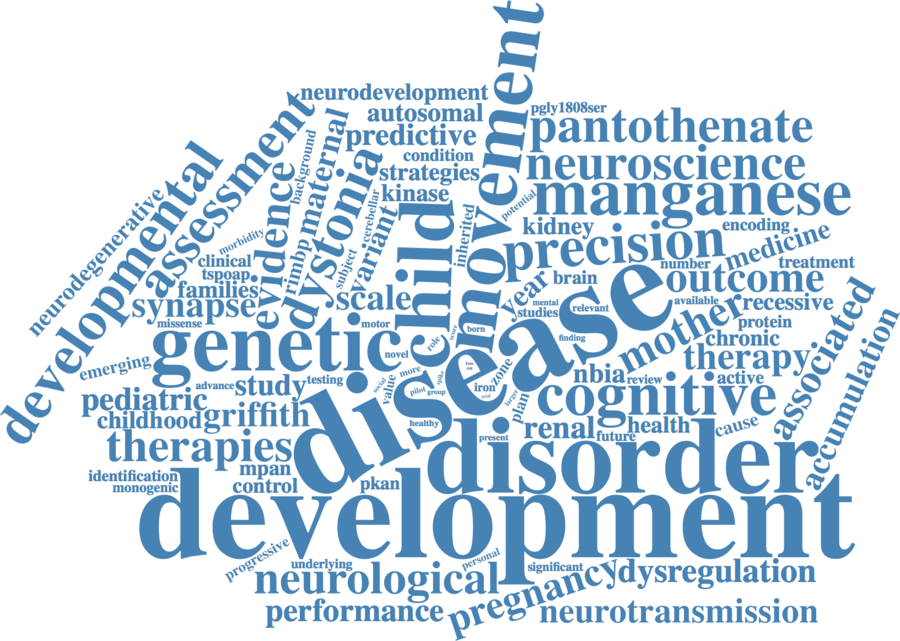 neurodevelopment
autosomal
predictive
condition
strategies
kinase
movement
pgly1808ser
pantothenate
neuroscience
manganese
potential
kidney
encoding
precision
medicine
number
treatment
outcome
brain
year
inherited
child
variant
cerebellar
subject
dystonia
maternal
rimbp
background
evidence
assessment
developmental
neurodegenerative
morbidity
clinical
tspoap
families
synapse
missense
scale
motor
genetic
emerging
disease
mental
studies
relevant
available
recessive
mother
protein
chronic
therapy
associated
accumulation
finding
born
score
role
novel
more
value
social
pilot
group
spike
iron
zone
trial
larger
plan
nbia
review
active
cognitive
advance
study
testing
pediatric
childhood
griffith
healthy
therapies
present
renal
future
health
cause
disorder
identification
monogenic
mpan
control
pkan
development
progressive
underlying
personal
significant
neurological
pregnancy
dysregulation
performance
neurotransmission